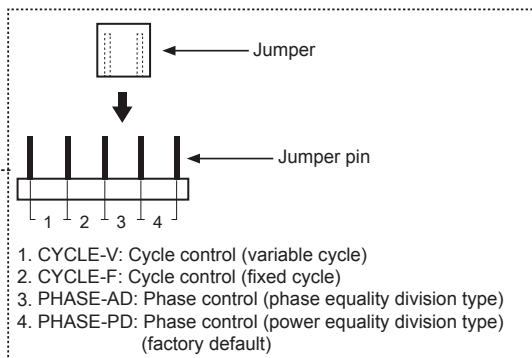 Jumper
Jumper pin
1 2 3 4
1. CYCLE-V: Cycle control (variable cycle)
2. CYCLE-F: Cycle control (fixed cycle)
3. PHASE-AD: Phase control (phase equality division type)
4. PHASE-PD: Phase control (power equality division type)
(factory default)